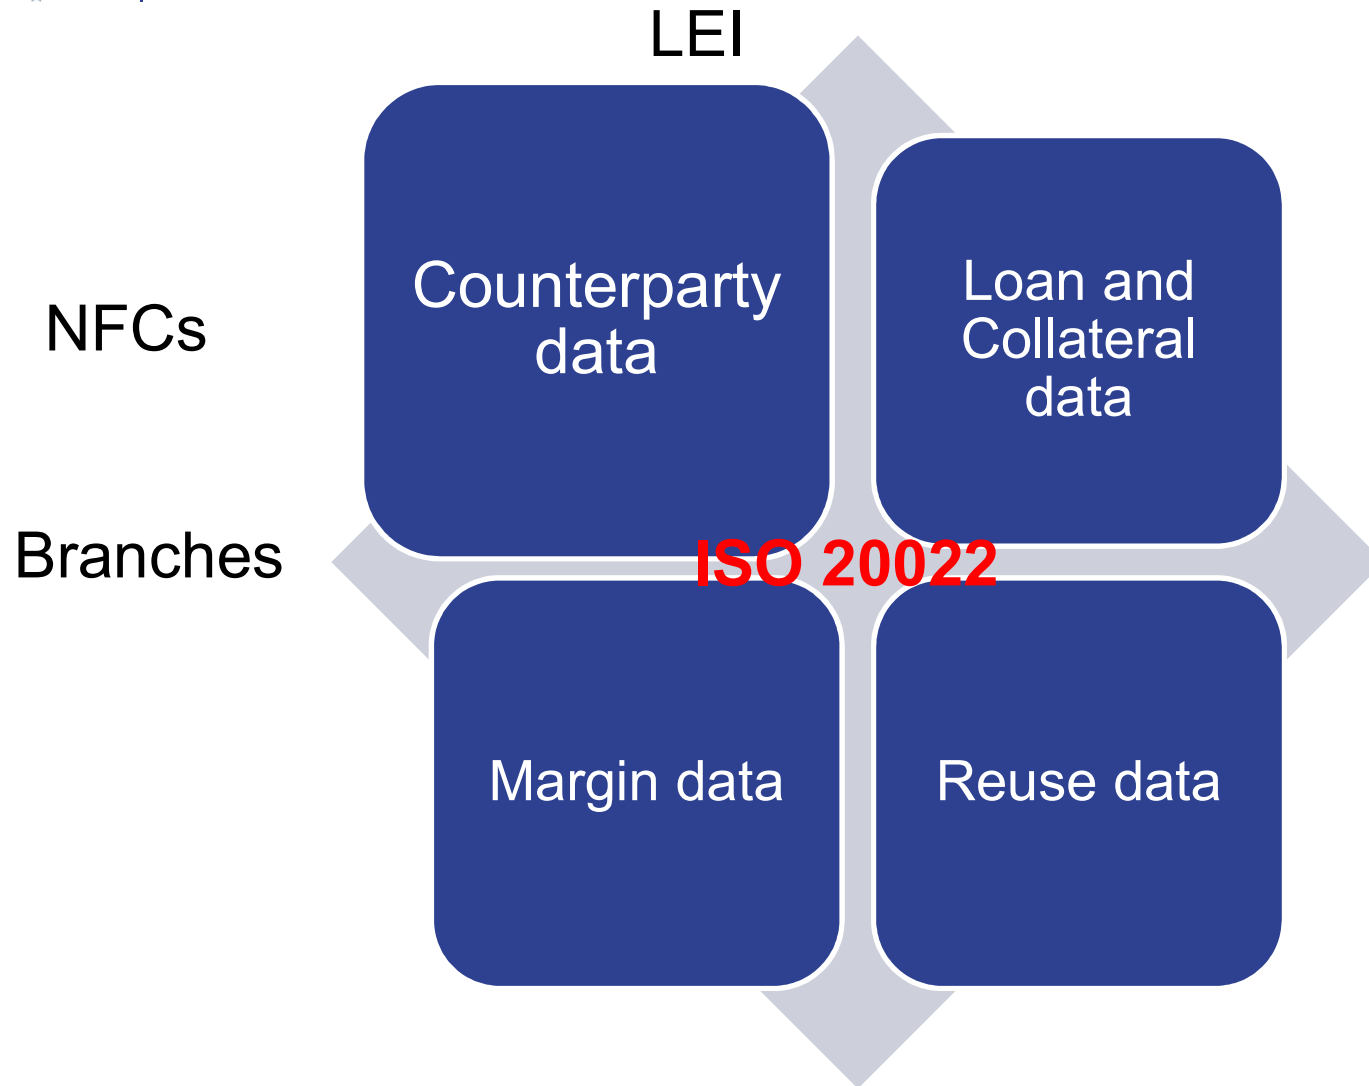 LEI
Counterparty
data
Loan and
Collateral
data
NFCs
Branches
ISO 20022
Margin data
Reuse data